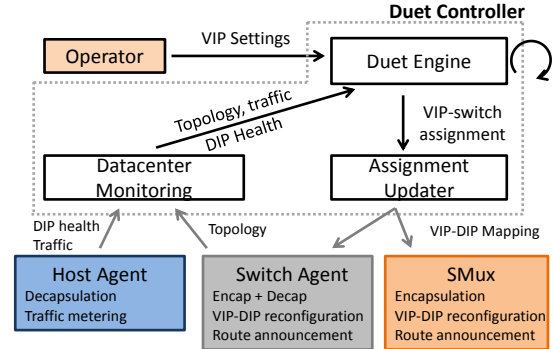 Duet Controller
Operator
VIP Settings
Duet Engine
Topology, traffic
DIP Health
VIP-switch
assignment
Datacenter
Monitoring
Assignment
Updater
DIP health
Traffic
Topology
VIP-DIP Mapping
Host Agent
Decapsulation
Traffic metering
Switch Agent
Encap + Decap
VIP-DIP reconfiguration
Route announcement
SMux
Encapsulation
VIP-DIP reconfiguration
Route announcement